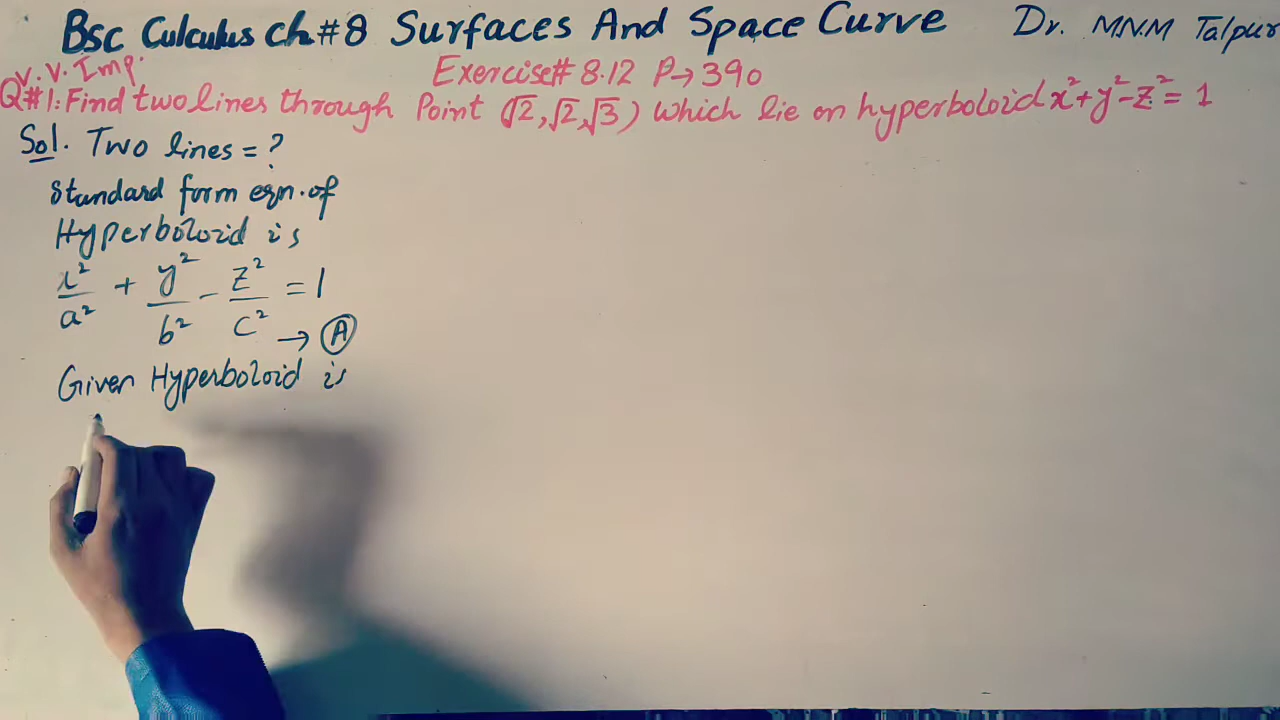 Bsc Calculus Ch#8 Surfaces And Space Curve Dr. M.N.M Talpur
V.V. Imp. Exercise# 8.12 P→390
Q#1: Find two lines through Point (√2, √2, √3) Which lie on hyperboloid x²+y²-z²=1
Sol. Two lines = ?
Standard form eqn. of
Hyperboloid is
x²/a² + y²/b² - z²/c² = 1
→ (A)
Given Hyperboloid is